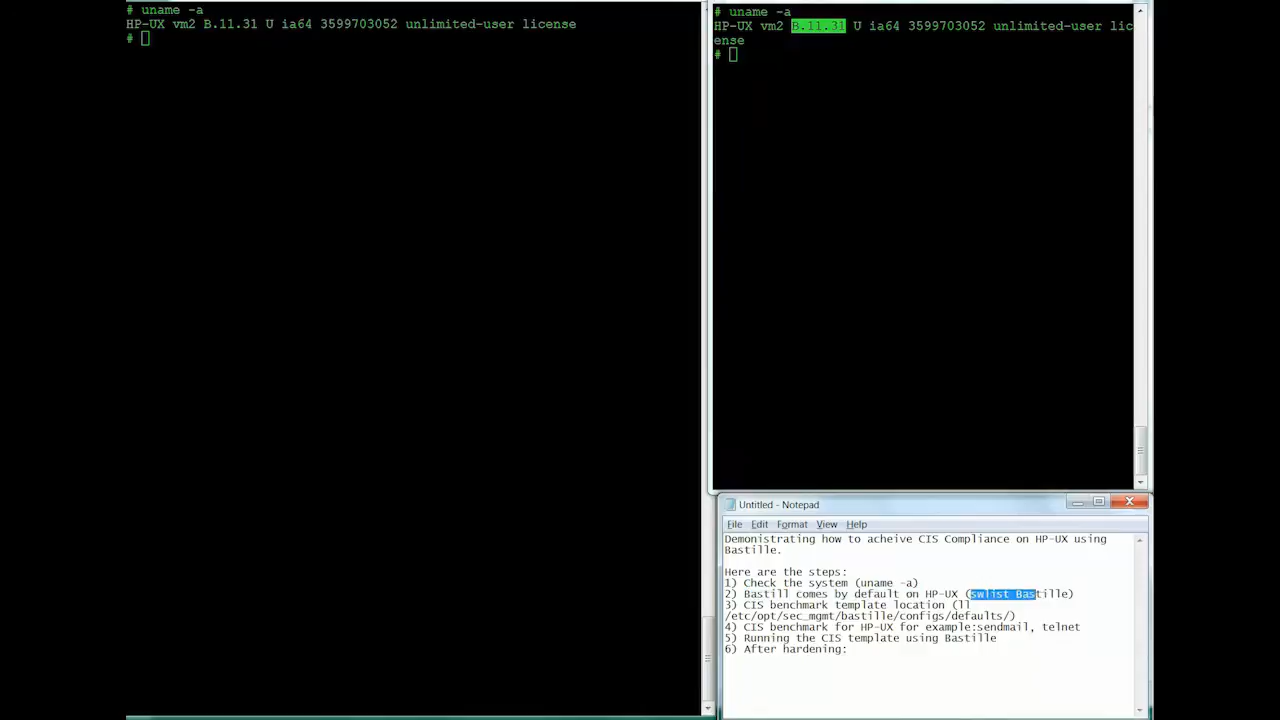 # uname -a
HP-UX vm2 B.11.31 U ia64 3599703052 unlimited-user license
#
# uname -a
HP-UX vm2 B.11.31 U ia64 3599703052 unlimited-user lic
ense
#
Untitled - Notepad
File Edit Format View Help
Demonstrating how to acheive CIS Compliance on HP-UX using
Bastille.
Here are the steps:
1) Check the system (uname -a)
2) Bastill comes by default on HP-UX (swlist Bastille)
3) CIS benchmark template location (ll
/etc/opt/sec_mgmt/bastille/configs/defaults/)
4) CIS benchmark for HP-UX for example:sendmail, telnet
5) Running the CIS template using Bastille
6) After hardening: